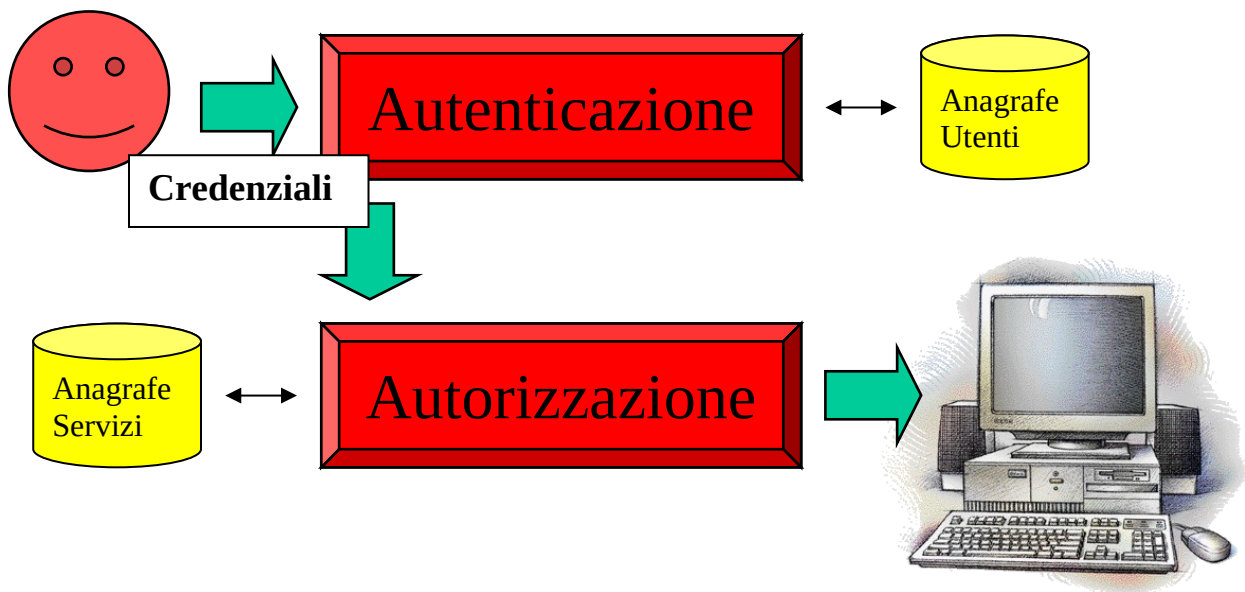 Autenticazione
Anagrafe
Utenti
Credenziali
Anagrafe
Servizi
Autorizzazione